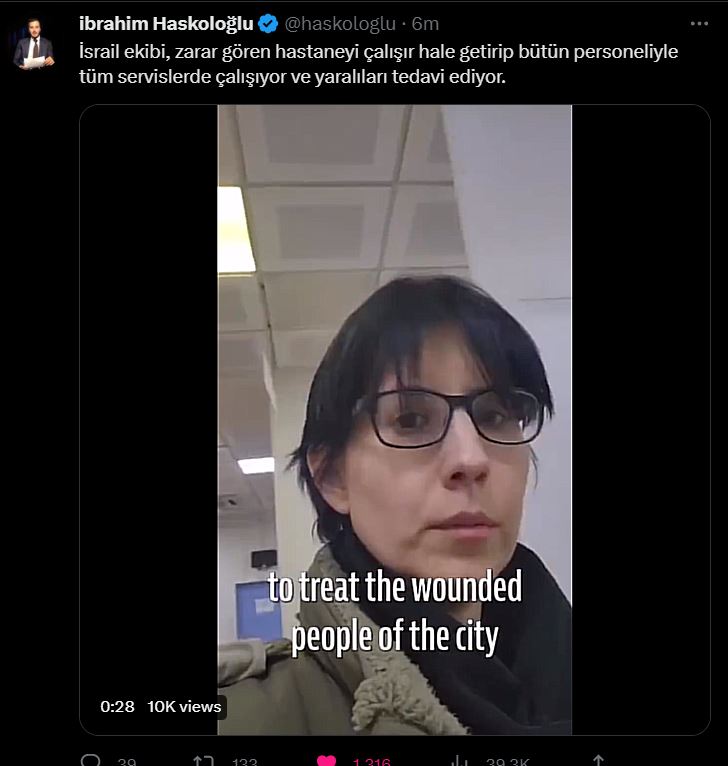 ibrahim Haskoloğlu @haskologlu · 6m
İsrail ekibi, zarar gören hastaneyi çalışır hale getirip bütün personeliyle
tüm servislerde çalışıyor ve yaralıları tedavi ediyor.
to treat the wounded
people of the city
0:28 10K views
39 133 1,316 39.3K